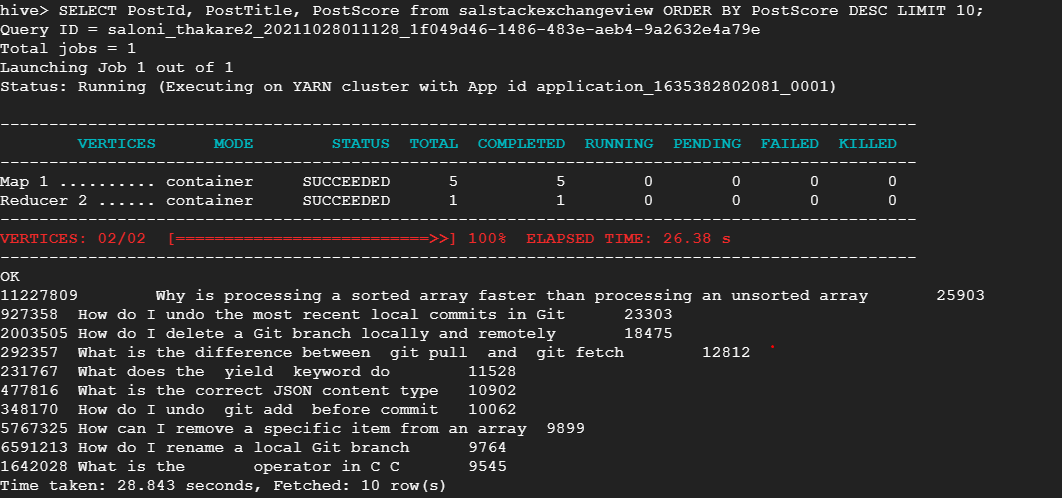 hive> SELECT PostId, PostTitle, PostScore from salstackexchangeview ORDER BY PostScore DESC LIMIT 10;
Query ID = saloni_thakare2_20211028011128_1f049d46-1486-483e-aeb4-9a2632e4a79e
Total jobs = 1
Launching Job 1 out of 1
Status: Running (Executing on YARN cluster with App id application_1635382802081_0001)
----------------------------------------------------------------------------------------------
        VERTICES      MODE        STATUS  TOTAL  COMPLETED  RUNNING  PENDING  FAILED  KILLED
----------------------------------------------------------------------------------------------
Map 1 .......... container     SUCCEEDED      5          5        0        0       0       0
Reducer 2 ...... container     SUCCEEDED      1          1        0        0       0       0
----------------------------------------------------------------------------------------------
VERTICES: 02/02  [==========================>>] 100%  ELAPSED TIME: 26.38 s
----------------------------------------------------------------------------------------------
OK
11227809        Why is processing a sorted array faster than processing an unsorted array       25903
927358  How do I undo the most recent local commits in Git      23303
2003505 How do I delete a Git branch locally and remotely       18475
292357  What is the difference between  git pull  and  git fetch        12812
231767  What does the  yield  keyword do        11528
477816  What is the correct JSON content type   10902
348170  How do I undo  git add  before commit   10062
5767325 How can I remove a specific item from an array  9899
6591213 How do I rename a local Git branch      9764
1642028 What is the       operator in C C       9545
Time taken: 28.843 seconds, Fetched: 10 row(s)